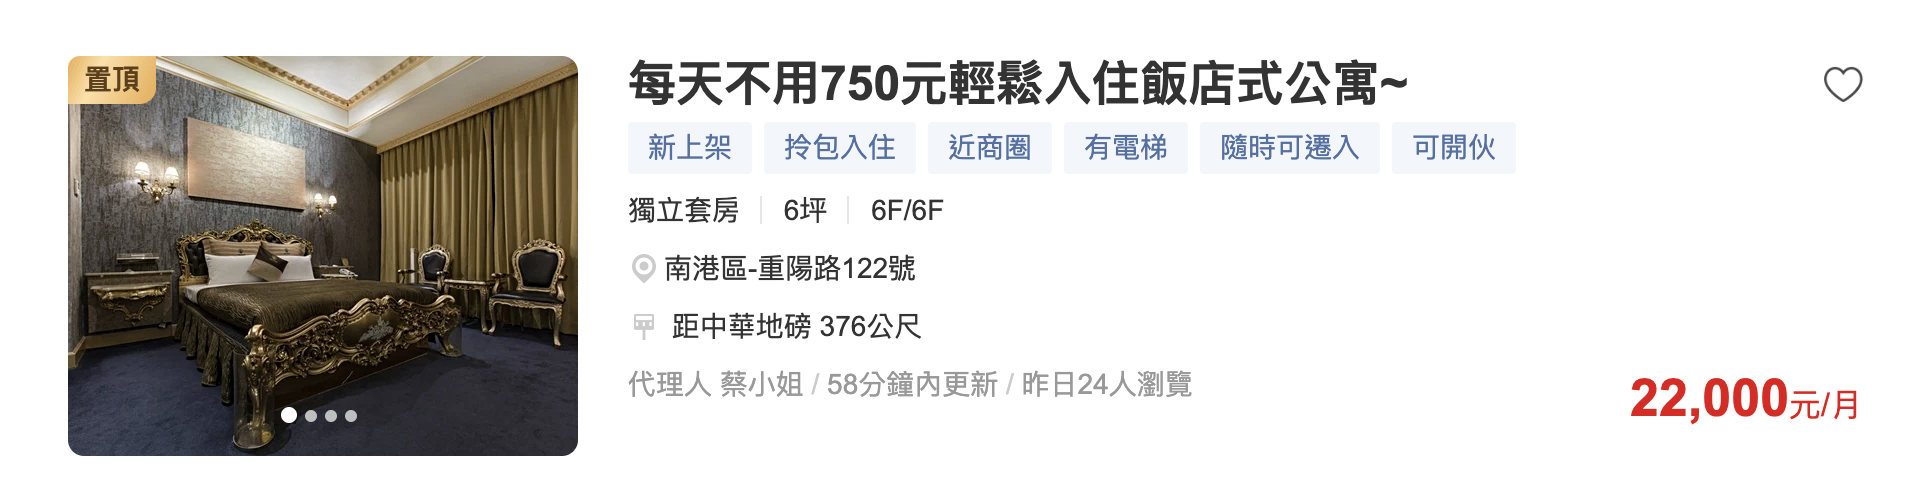 置頂
每天不用750元輕鬆入住飯店式公寓~
新上架 拎包入住 近商圈 有電梯 隨時可遷入 可開伙
獨立套房 6坪 6F/6F
南港區-重陽路122號
距中華地磅 376公尺
代理人 蔡小姐 / 58分鐘內更新 / 昨日24人瀏覽
22,000元/月